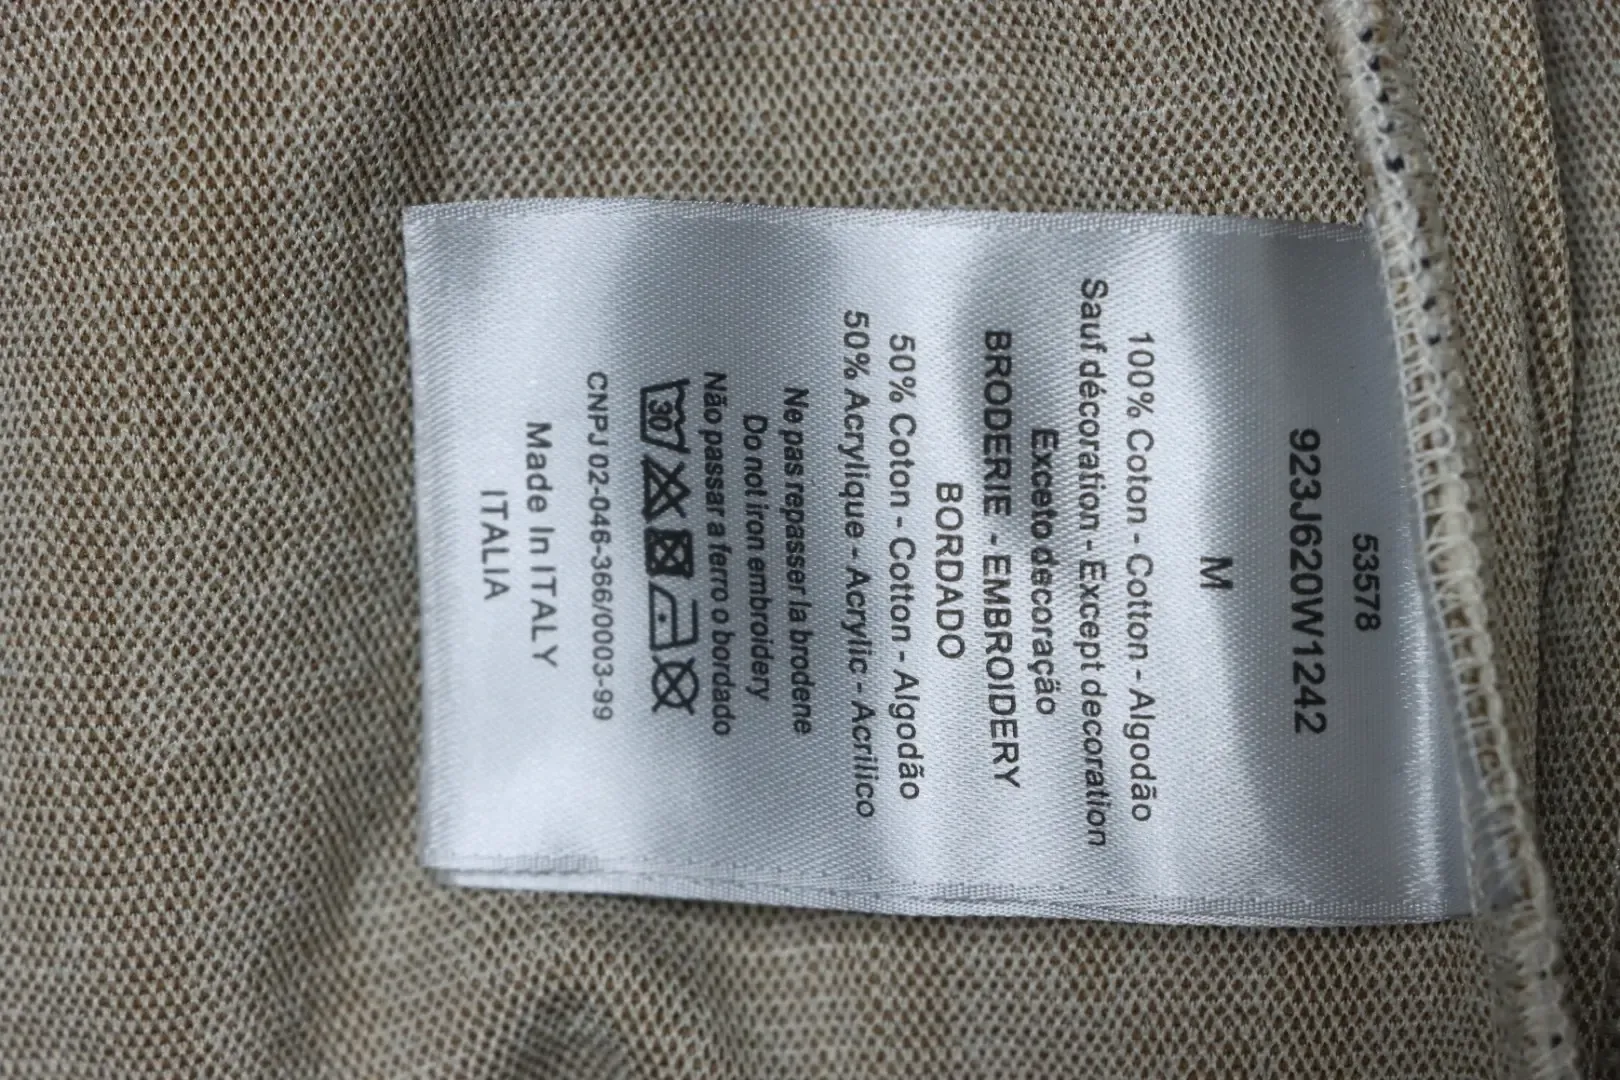 53578
923J620W1242
M
100% Coton - Cotton - Algodão
Sauf décoration - Except decoration
Exceto decoração
BRODERIE - EMBROIDERY
BORDADO
50% Coton - Cotton - Algodão
50% Acrylique - Acrylic - Acrilico
Ne pas repasser la broderie
Do not iron embroidery
Não passar a ferro o bordado
30
CNPJ 02-046-366/0003-99
Made In ITALY
ITALIA